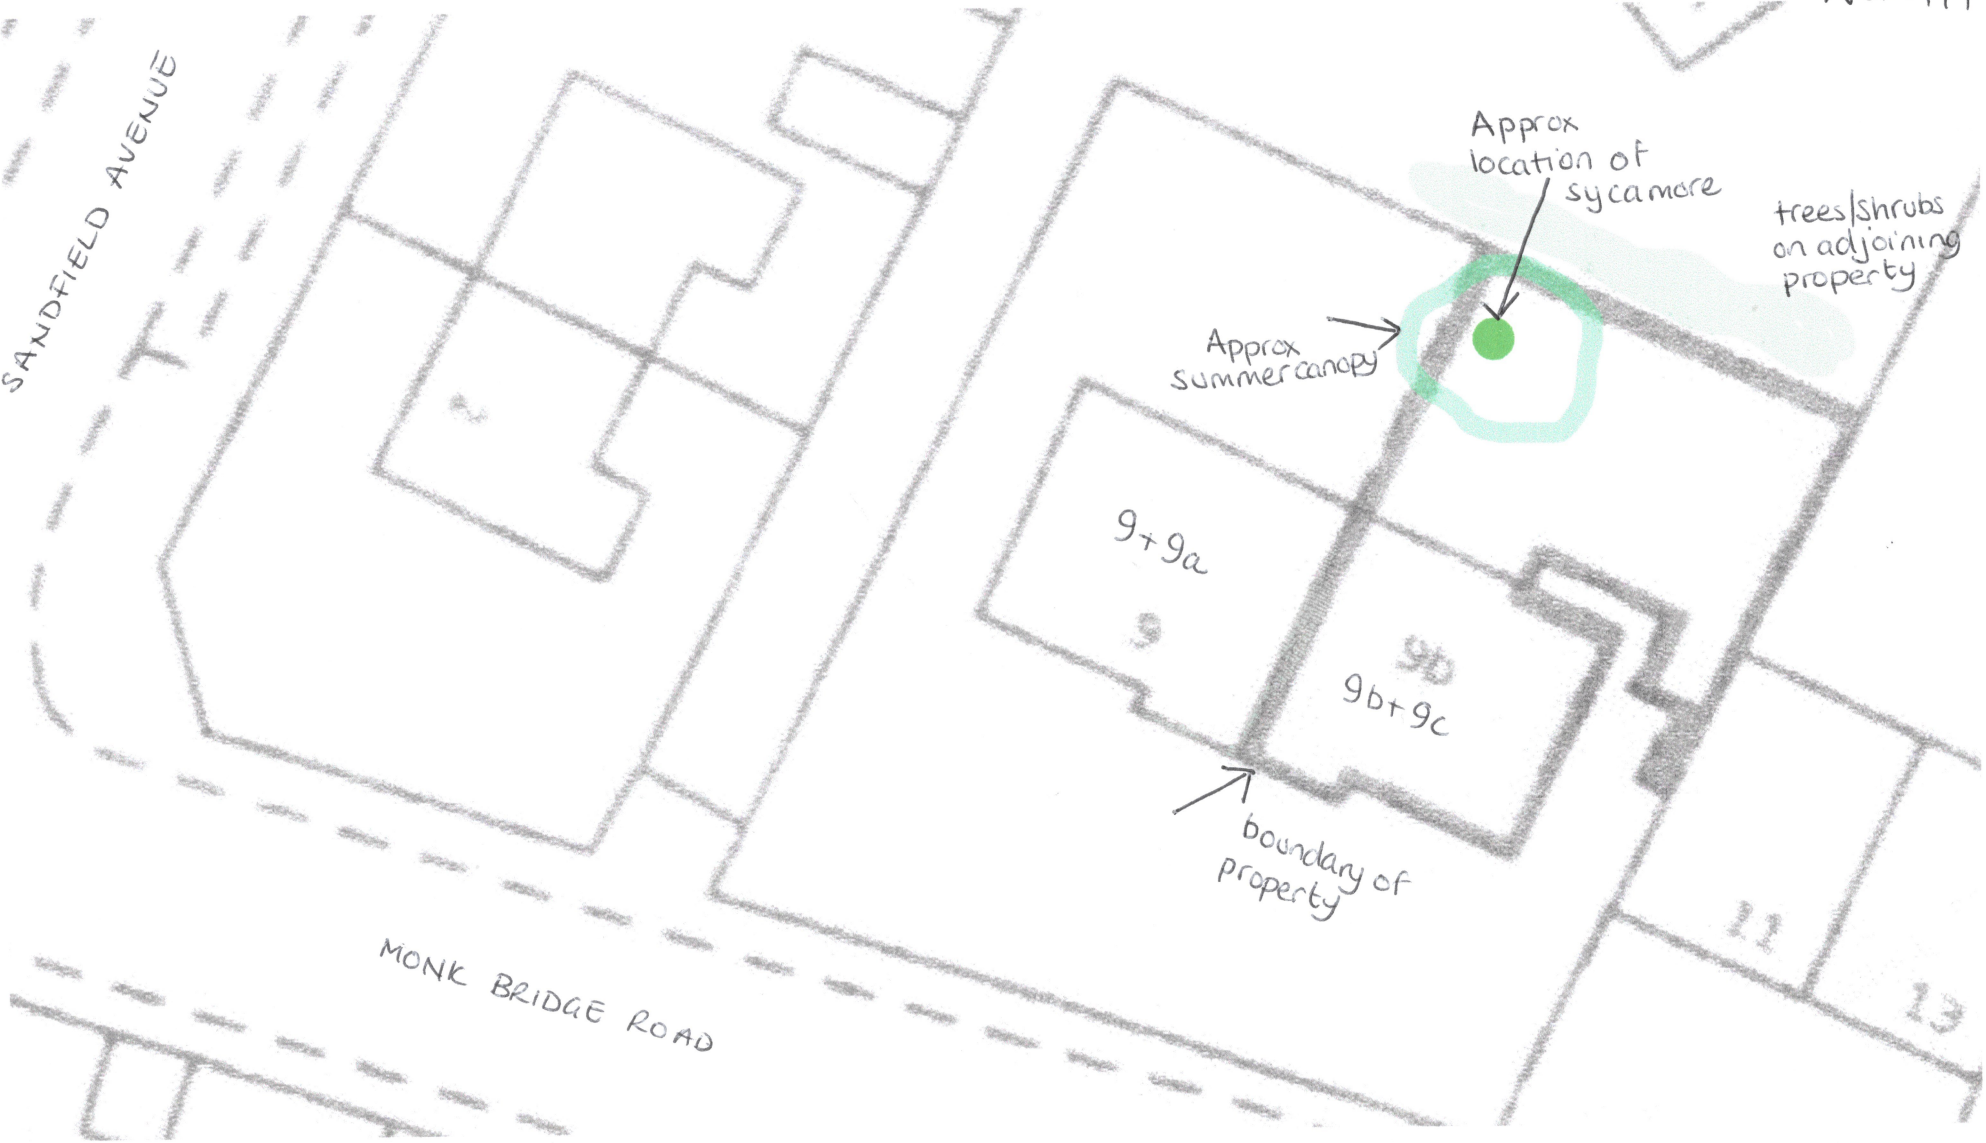 SANDFIELD AVENUE
Approx
location of
sycamore
trees/shrubs
on adjoining
property
Approx
summer canopy
2
9+9a
9
9b
9b+9c
boundary of
property
11
13
MONK BRIDGE ROAD